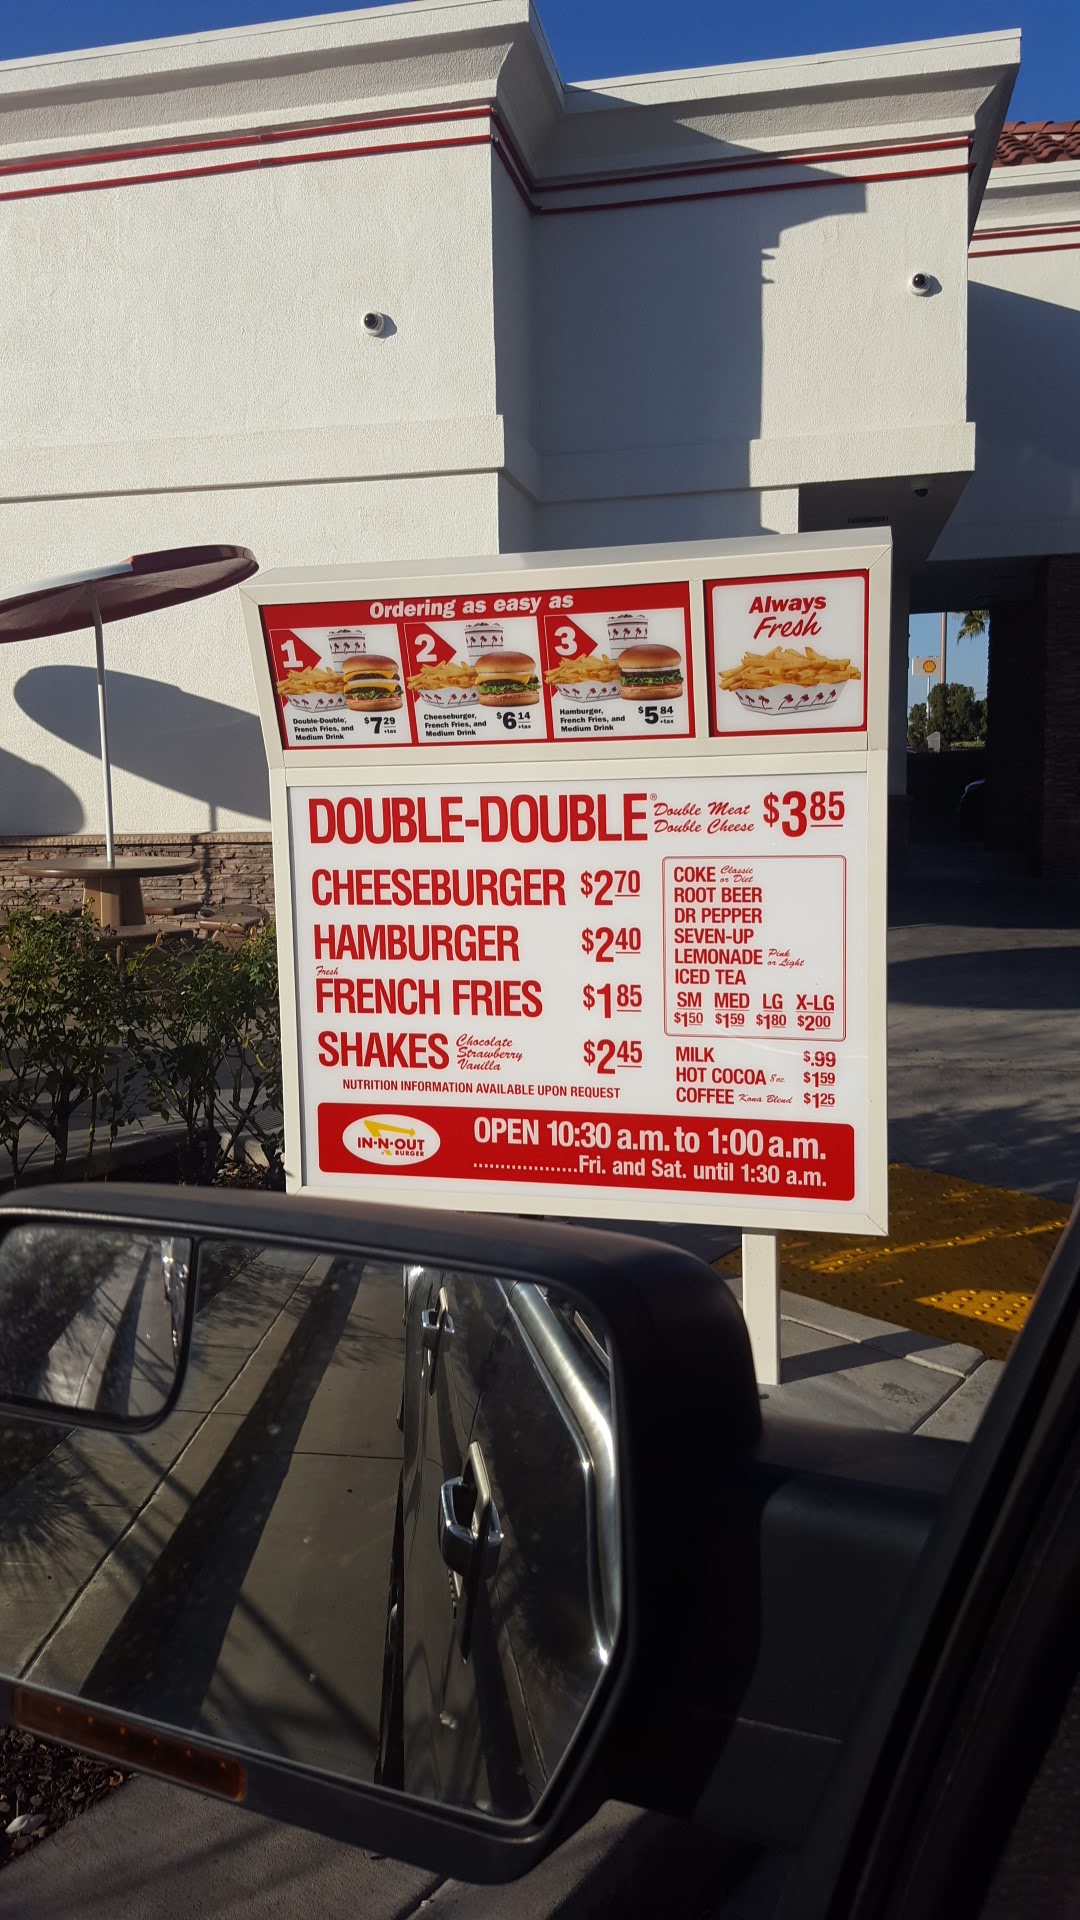 Ordering as easy as
1
Double-Double,
French Fries, and
Medium Drink
$7 29
+tax
2
Cheeseburger,
French Fries, and
Medium Drink
$6 14
+tax
3
Hamburger,
French Fries, and
Medium Drink
$5 84
+tax
Always
Fresh
DOUBLE-DOUBLE® Double Meat
Double Cheese $3 85
CHEESEBURGER $2 70
HAMBURGER $2 40
Fresh
FRENCH FRIES $1 85
SHAKES Chocolate
Strawberry
Vanilla $2 45
NUTRITION INFORMATION AVAILABLE UPON REQUEST
COKE Classic
or Diet
ROOT BEER
DR PEPPER
SEVEN-UP
LEMONADE Pink
or Light
ICED TEA
SM MED LG X-LG
$1 50 $1 59 $1 80 $2 00
MILK $.99
HOT COCOA 8 oz. $1 59
COFFEE Kona Blend $1 25
IN-N-OUT
BURGER
OPEN 10:30 a.m. to 1:00 a.m.
...................Fri. and Sat. until 1:30 a.m.